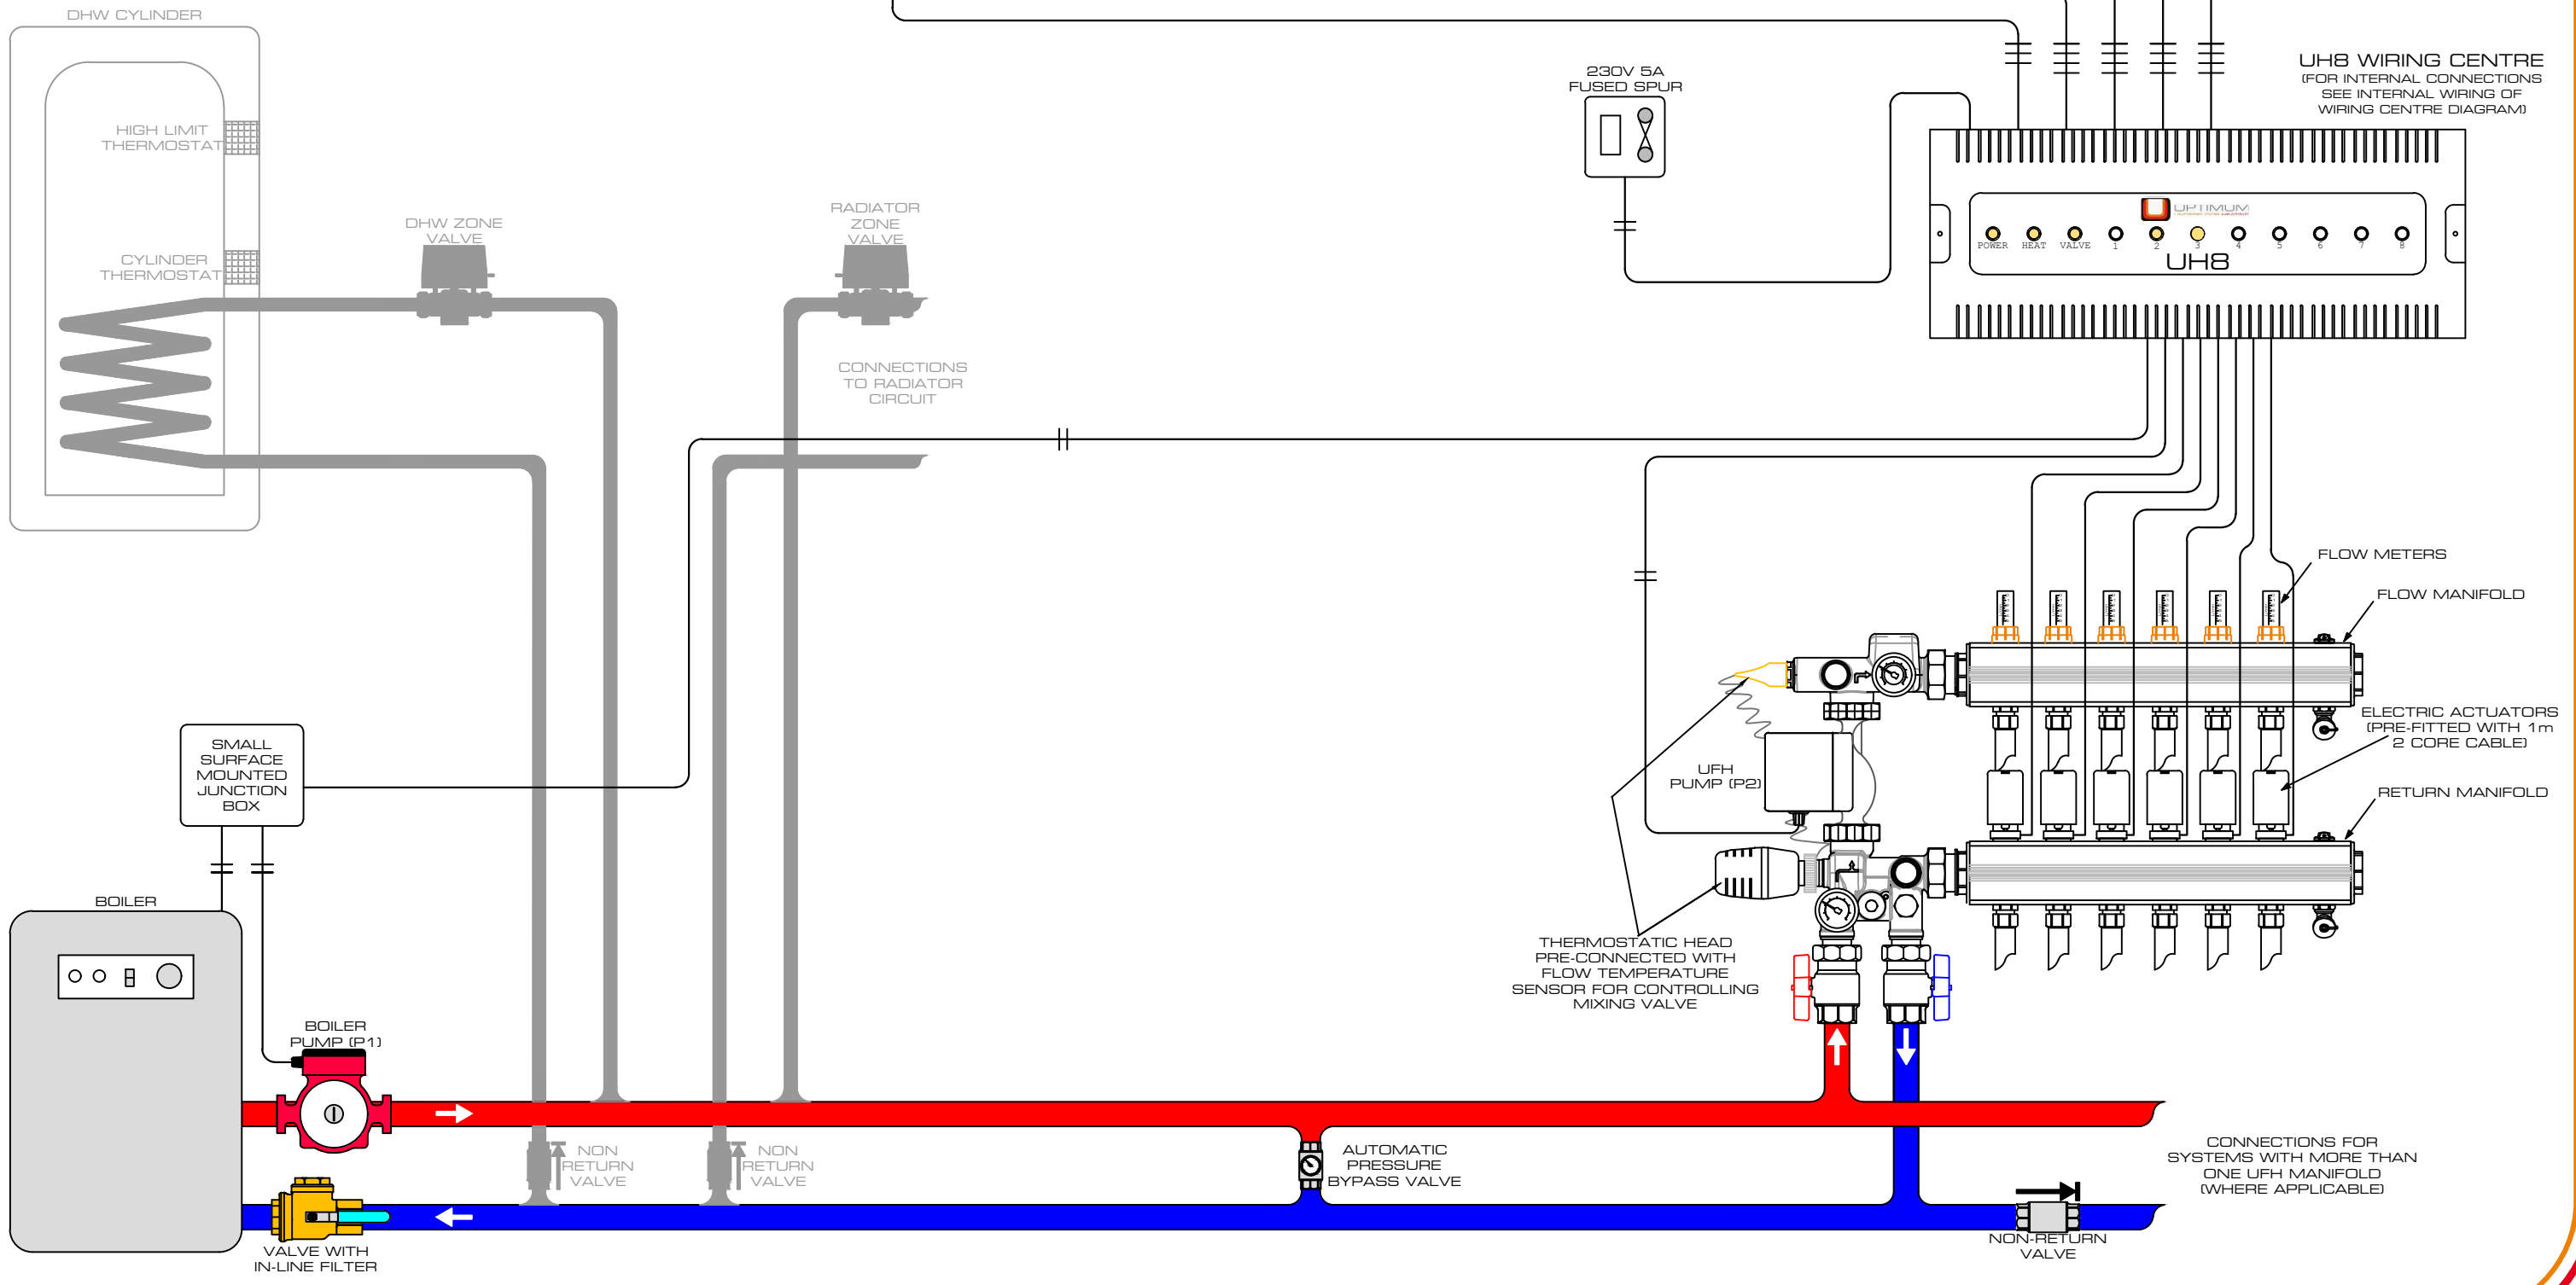 DHW CYLINDER
HIGH LIMIT
THERMOSTAT
CYLINDER
THERMOSTAT
DHW ZONE
VALVE
RADIATOR
ZONE
VALVE
CONNECTIONS
TO RADIATOR
CIRCUIT
230V 5A
FUSED SPUR
UH8 WIRING CENTRE
(FOR INTERNAL CONNECTIONS
SEE INTERNAL WIRING OF
WIRING CENTRE DIAGRAM)
OPTIMUM
POWER HEAT VALVE 1 2 3 4 5 6 7 8
UH8
FLOW METERS
FLOW MANIFOLD
ELECTRIC ACTUATORS
(PRE-FITTED WITH 1m
2 CORE CABLE)
RETURN MANIFOLD
UFH
PUMP (P2)
THERMOSTATIC HEAD
PRE-CONNECTED WITH
FLOW TEMPERATURE
SENSOR FOR CONTROLLING
MIXING VALVE
SMALL
SURFACE
MOUNTED
JUNCTION
BOX
BOILER
BOILER
PUMP (P1)
NON
RETURN
VALVE
NON
RETURN
VALVE
AUTOMATIC
PRESSURE
BYPASS VALVE
CONNECTIONS FOR
SYSTEMS WITH MORE THAN
ONE UFH MANIFOLD
(WHERE APPLICABLE)
NON-RETURN
VALVE
VALVE WITH
IN-LINE FILTER